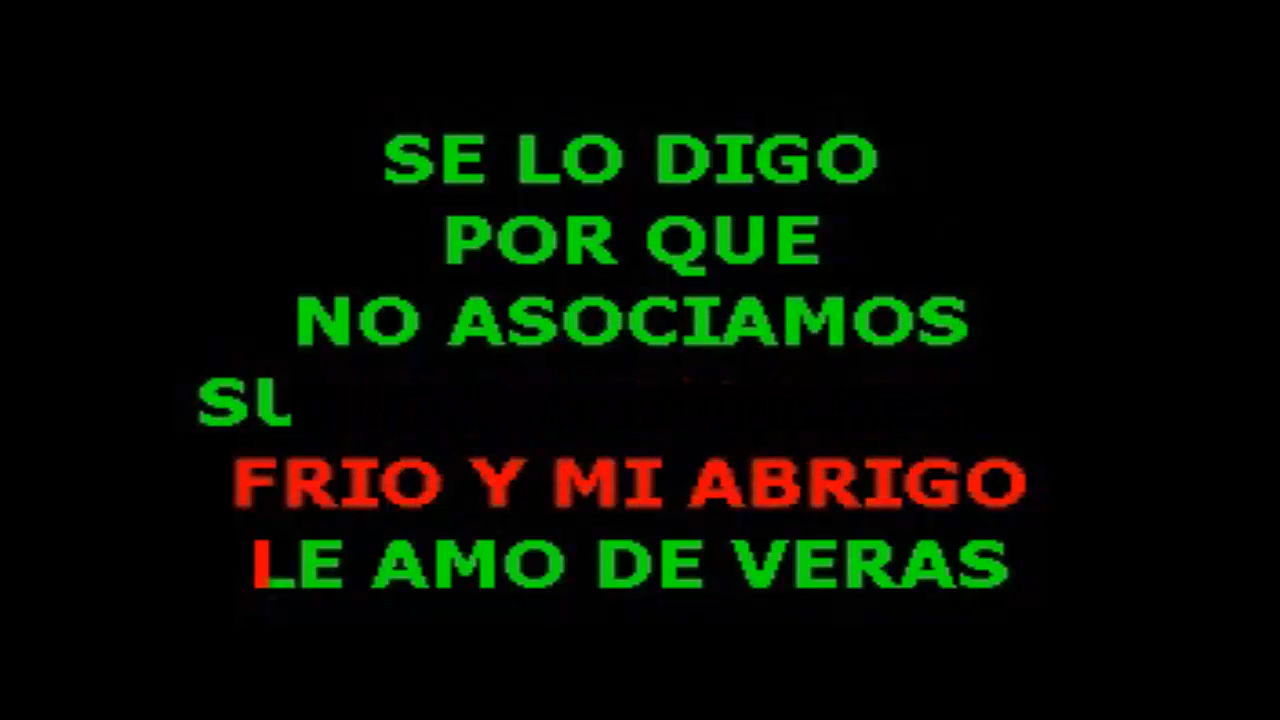 SE LO DIGO
POR QUE
NO ASOCIAMOS
FRIO Y MI ABRIGO
LE AMO DE VERAS